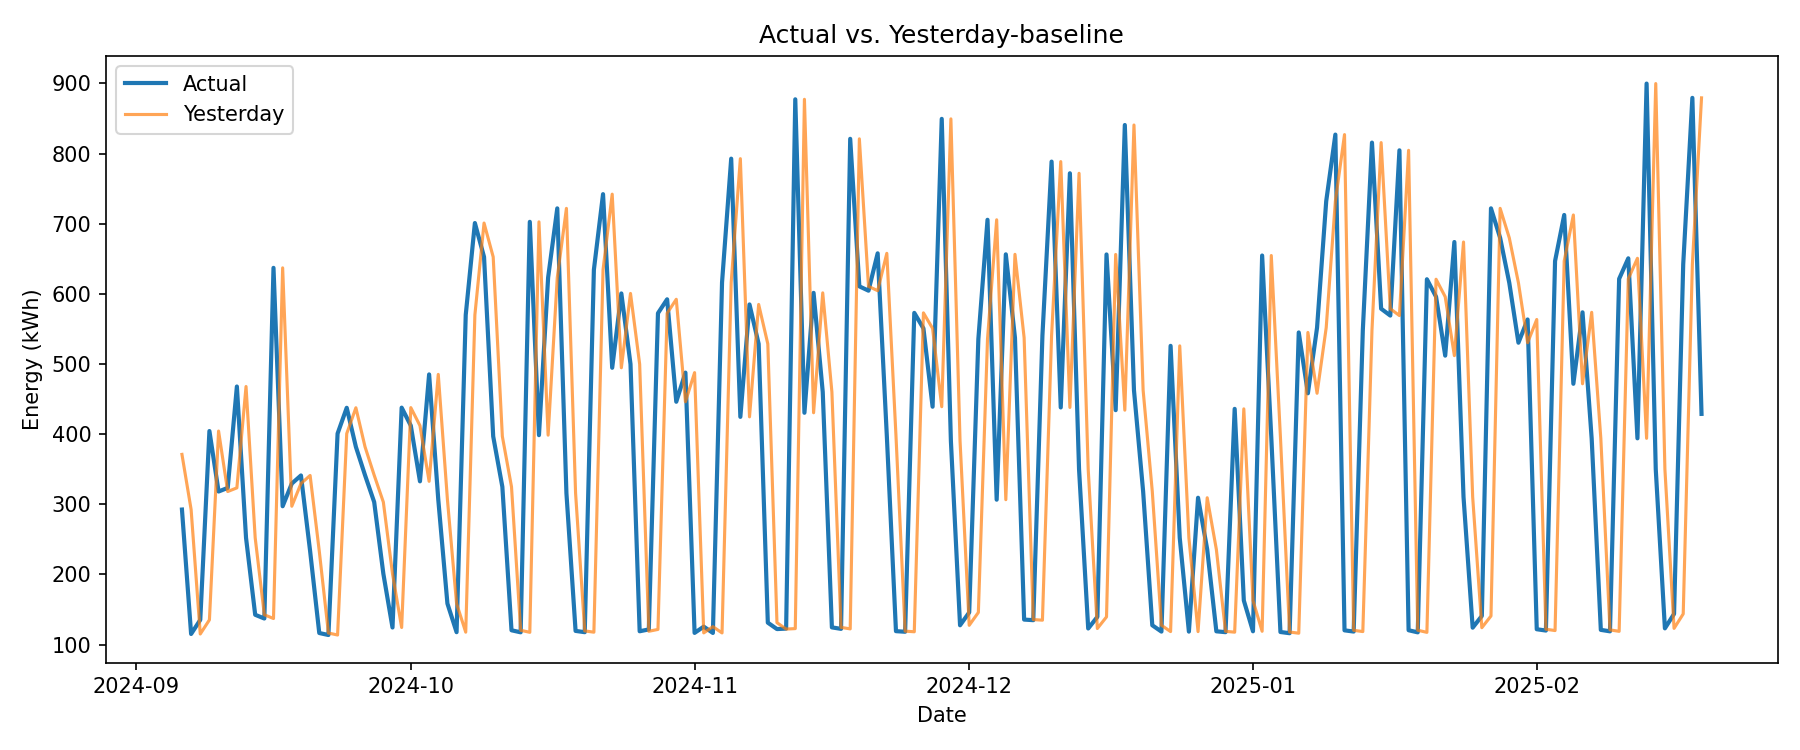 Actual vs. Yesterday-baseline
Actual
Yesterday
Energy (kWh)
900
800
700
600
500
400
300
200
100
2024-09 2024-10 2024-11 2024-12 2025-01 2025-02
Date